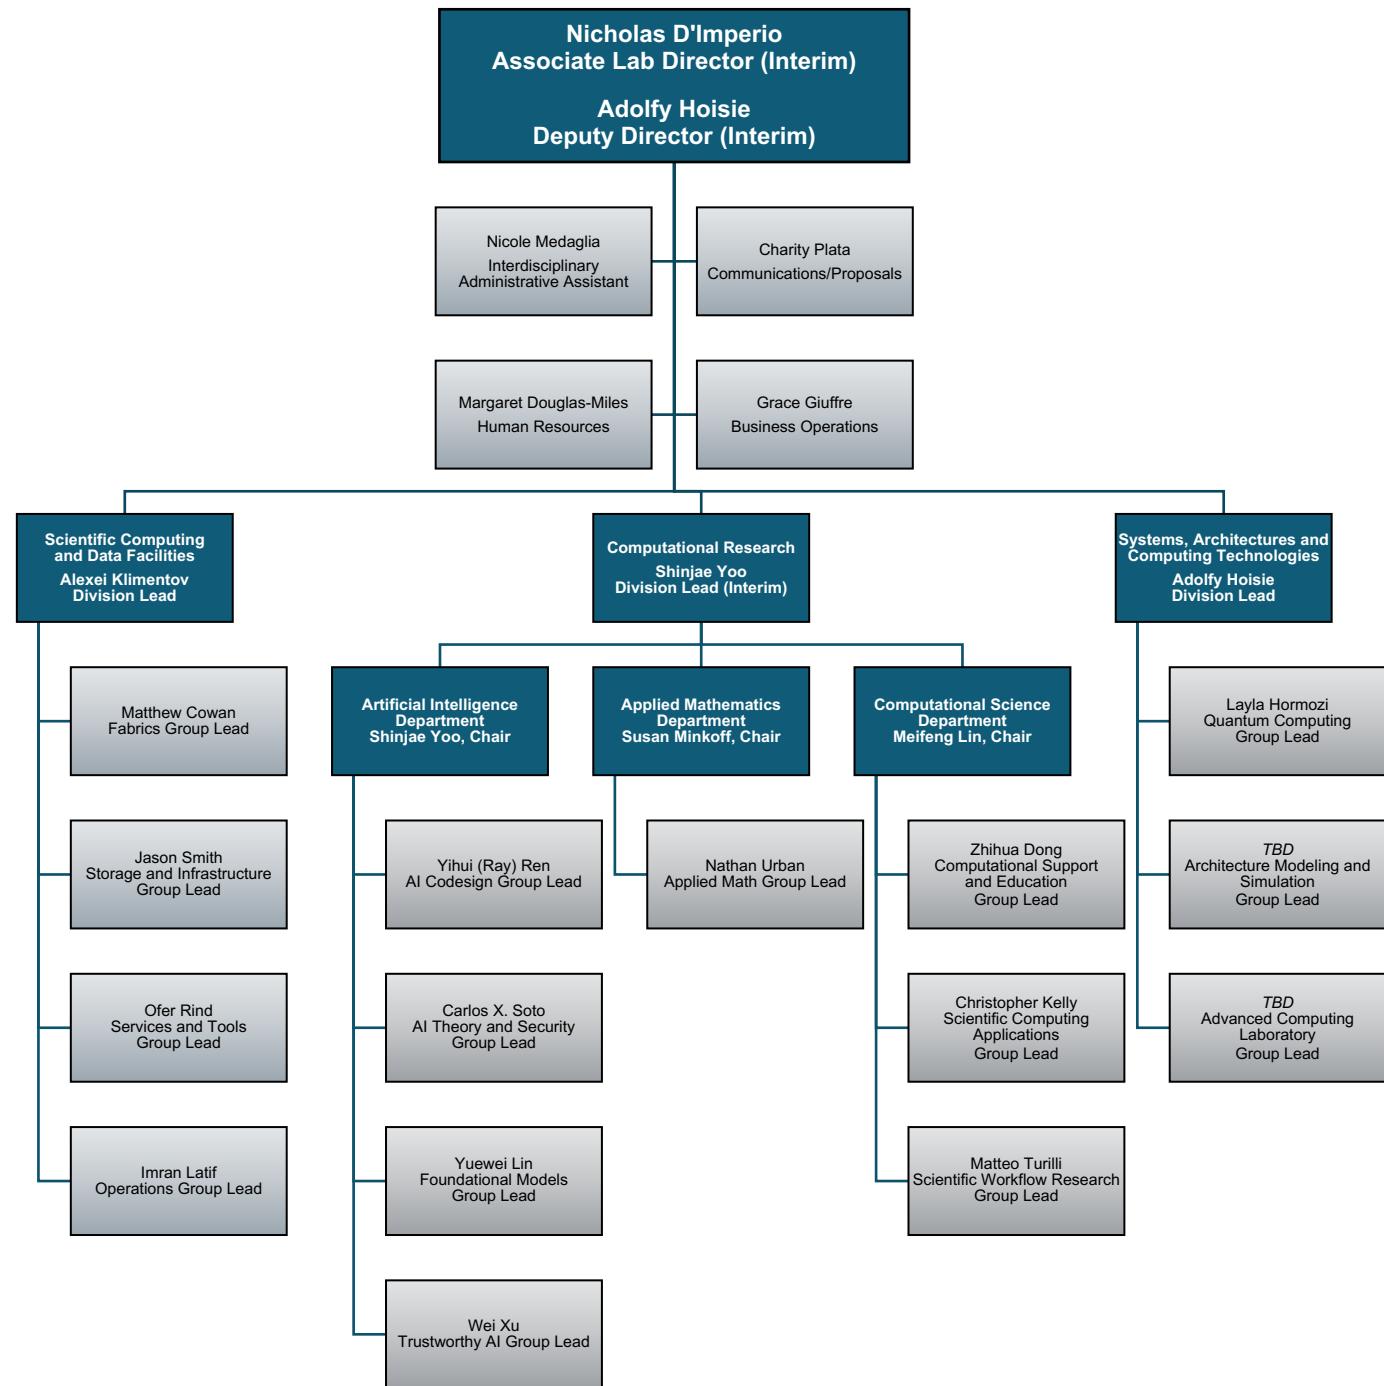 Nicholas D'Imperio
Associate Lab Director (Interim)
Adolfy Hoisie
Deputy Director (Interim)
Nicole Medaglia
Interdisciplinary
Administrative Assistant
Charity Plata
Communications/Proposals
Margaret Douglas-Miles
Human Resources
Grace Giuffre
Business Operations
Scientific Computing
and Data Facilities
Alexei Klimentov
Division Lead
Computational Research
Shinjae Yoo
Division Lead (Interim)
Systems, Architectures and
Computing Technologies
Adolfy Hoisie
Division Lead
Matthew Cowan
Fabrics Group Lead
Jason Smith
Storage and Infrastructure
Group Lead
Ofer Rind
Services and Tools
Group Lead
Imran Latif
Operations Group Lead
Artificial Intelligence
Department
Shinjae Yoo, Chair
Yihui (Ray) Ren
AI Codesign Group Lead
Carlos X. Soto
AI Theory and Security
Group Lead
Yuewei Lin
Foundational Models
Group Lead
Wei Xu
Trustworthy AI Group Lead
Applied Mathematics
Department
Susan Minkoff, Chair
Nathan Urban
Applied Math Group Lead
Computational Science
Department
Meifeng Lin, Chair
Zhihua Dong
Computational Support
and Education
Group Lead
Christopher Kelly
Scientific Computing
Applications
Group Lead
Matteo Turilli
Scientific Workflow Research
Group Lead
Layla Hormozi
Quantum Computing
Group Lead
TBD
Architecture Modeling and
Simulation
Group Lead
TBD
Advanced Computing
Laboratory
Group Lead